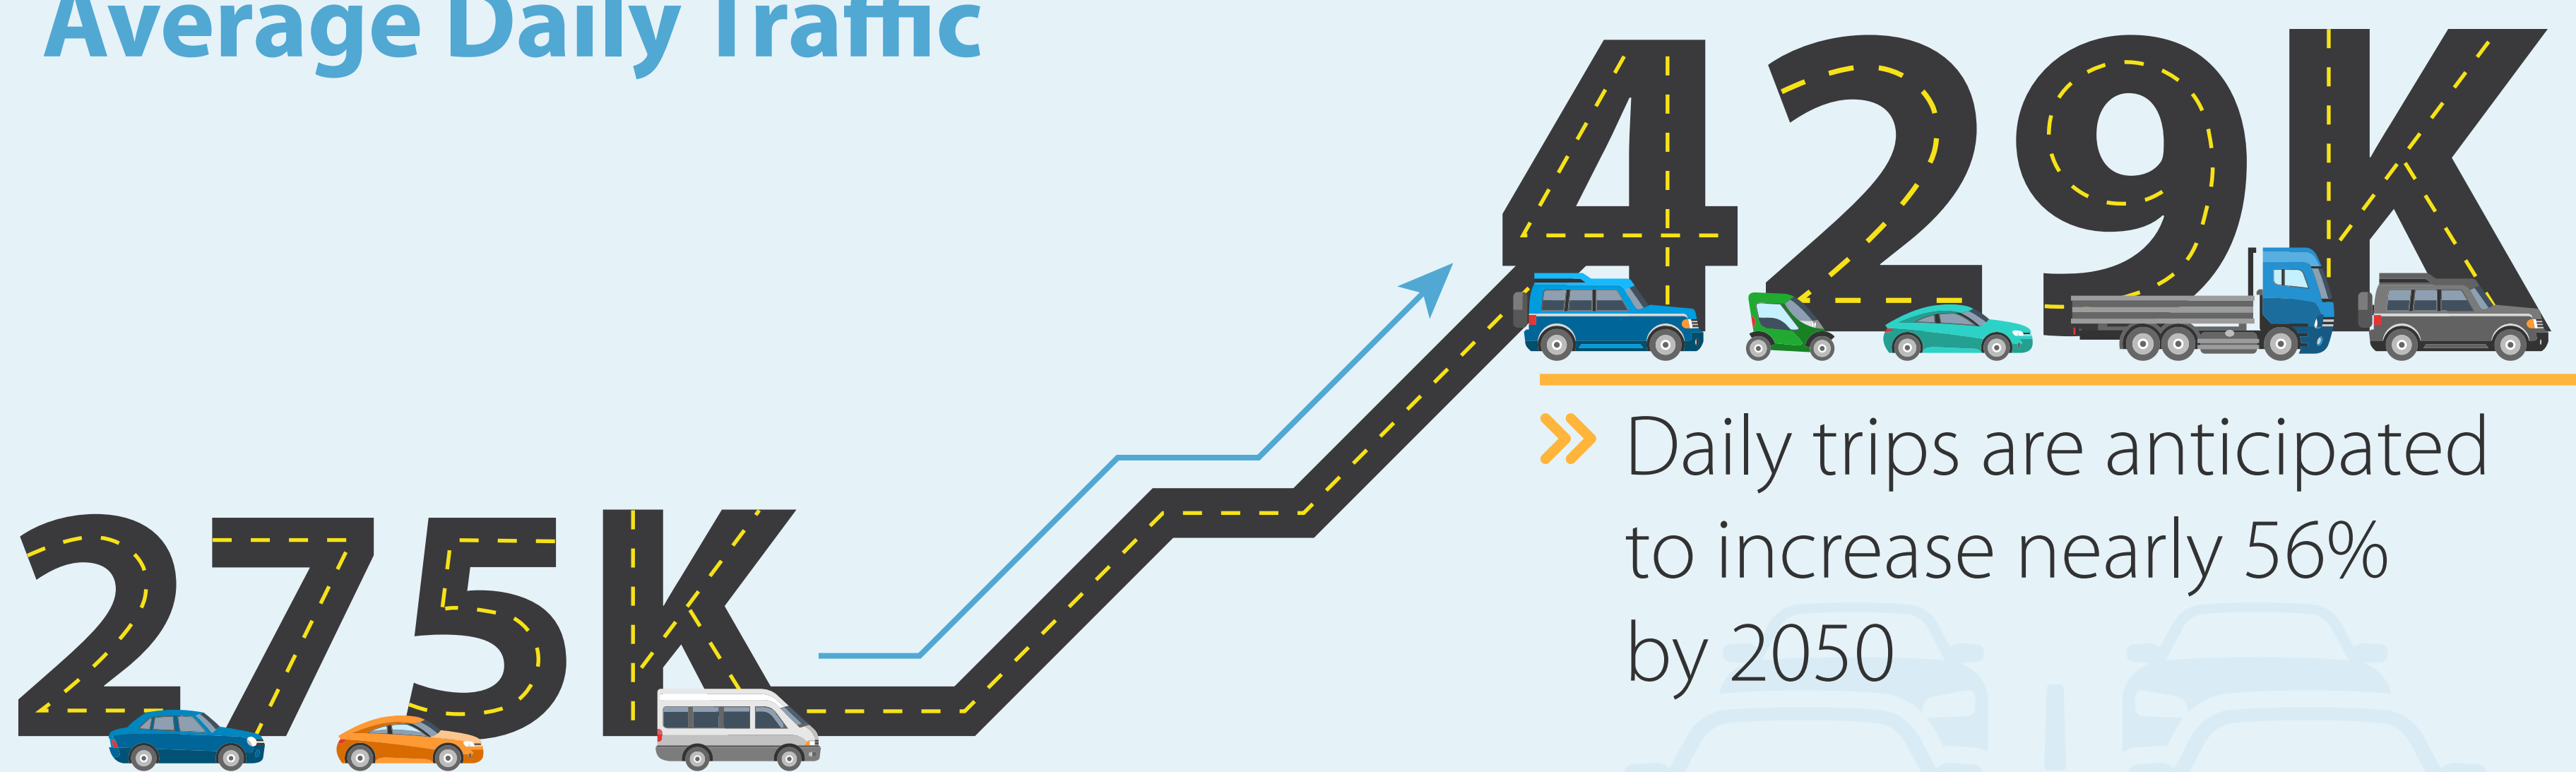 Average Daily Traffic
429K
275K
Daily trips are anticipated
to increase nearly 56%
by 2050